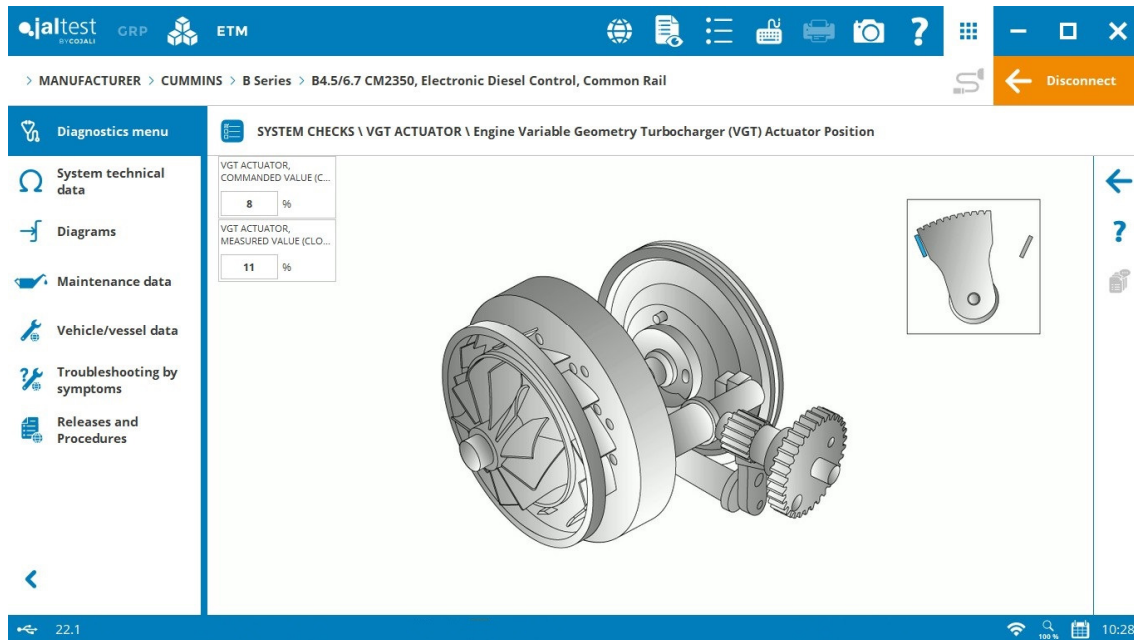 jaltest GRP ETM
BY COJALI
> MANUFACTURER > CUMMINS > B Series > B4.5/6.7 CM2350, Electronic Diesel Control, Common Rail
Disconnect
Diagnostics menu
SYSTEM CHECKS \ VGT ACTUATOR \ Engine Variable Geometry Turbocharger (VGT) Actuator Position
System technical
data
Diagrams
Maintenance data
Vehicle/vessel data
Troubleshooting by
symptoms
Releases and
Procedures
VGT ACTUATOR,
COMMANDED VALUE (C...
8 %
VGT ACTUATOR,
MEASURED VALUE (CLO...
11 %
22.1
100 %
10:28